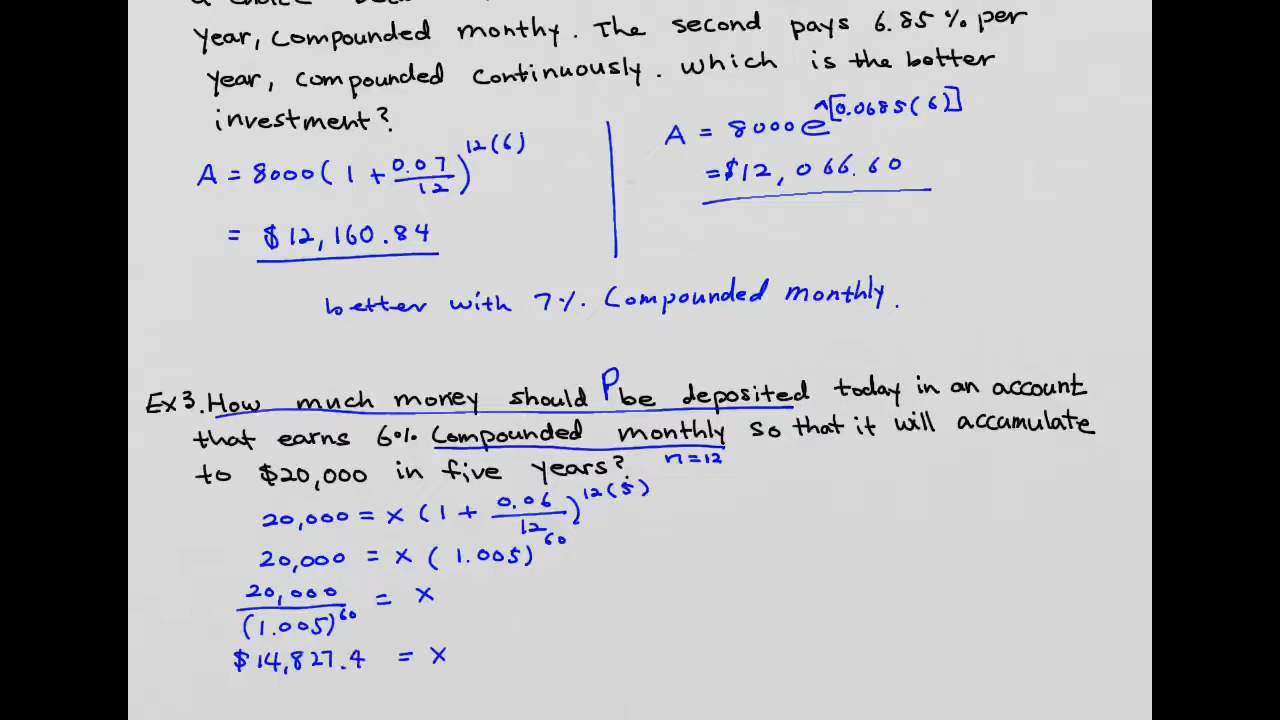 a choice
year, compounded monthy. The second pays 6.85 % per
year, compounded continuously. which is the better
investment?
A = 8000(1 + 0.07/12)^12(6)
= $12,160.84
A = 8000e^[0.0685(6)]
= $12,066.60
better with 7% compounded monthly.
Ex3. How much money should P be deposited today in an account
that earns 6% compounded monthly so that it will accumulate
to $20,000 in five years?
n=12
20,000 = x (1 + 0.06/12)^12(5)
20,000 = x (1.005)^60
20,000/(1.005)^60 = x
$14,827.4 = x